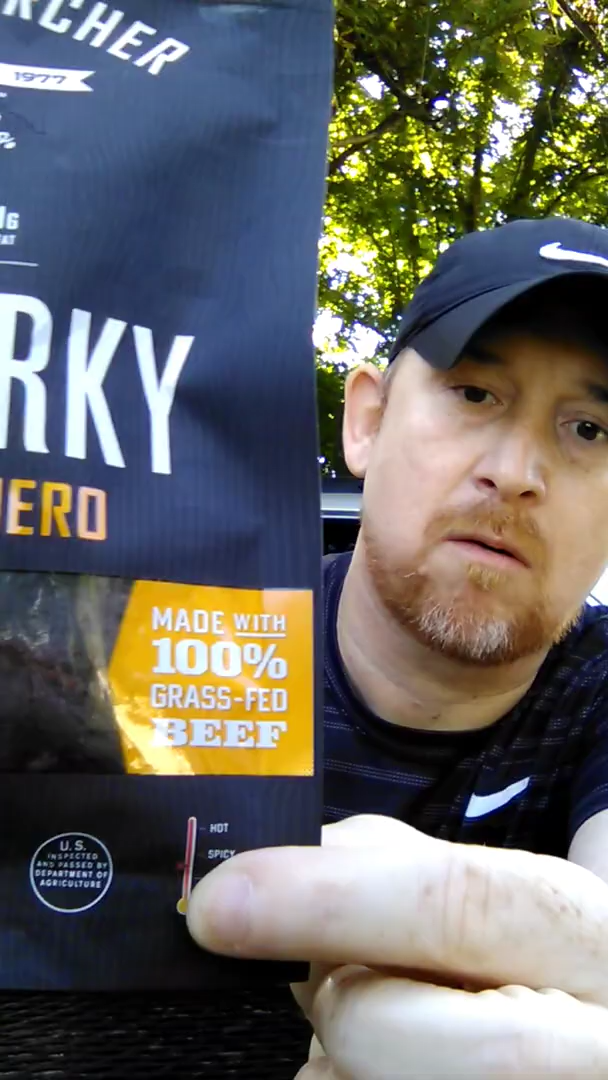 RCHER
1977
%
G
EAT
RKY
ERO
MADE WITH
100%
GRASS-FED
BEEF
HOT
SPICY
U.S.
INSPECTED
AND PASSED BY
DEPARTMENT OF
AGRICULTURE